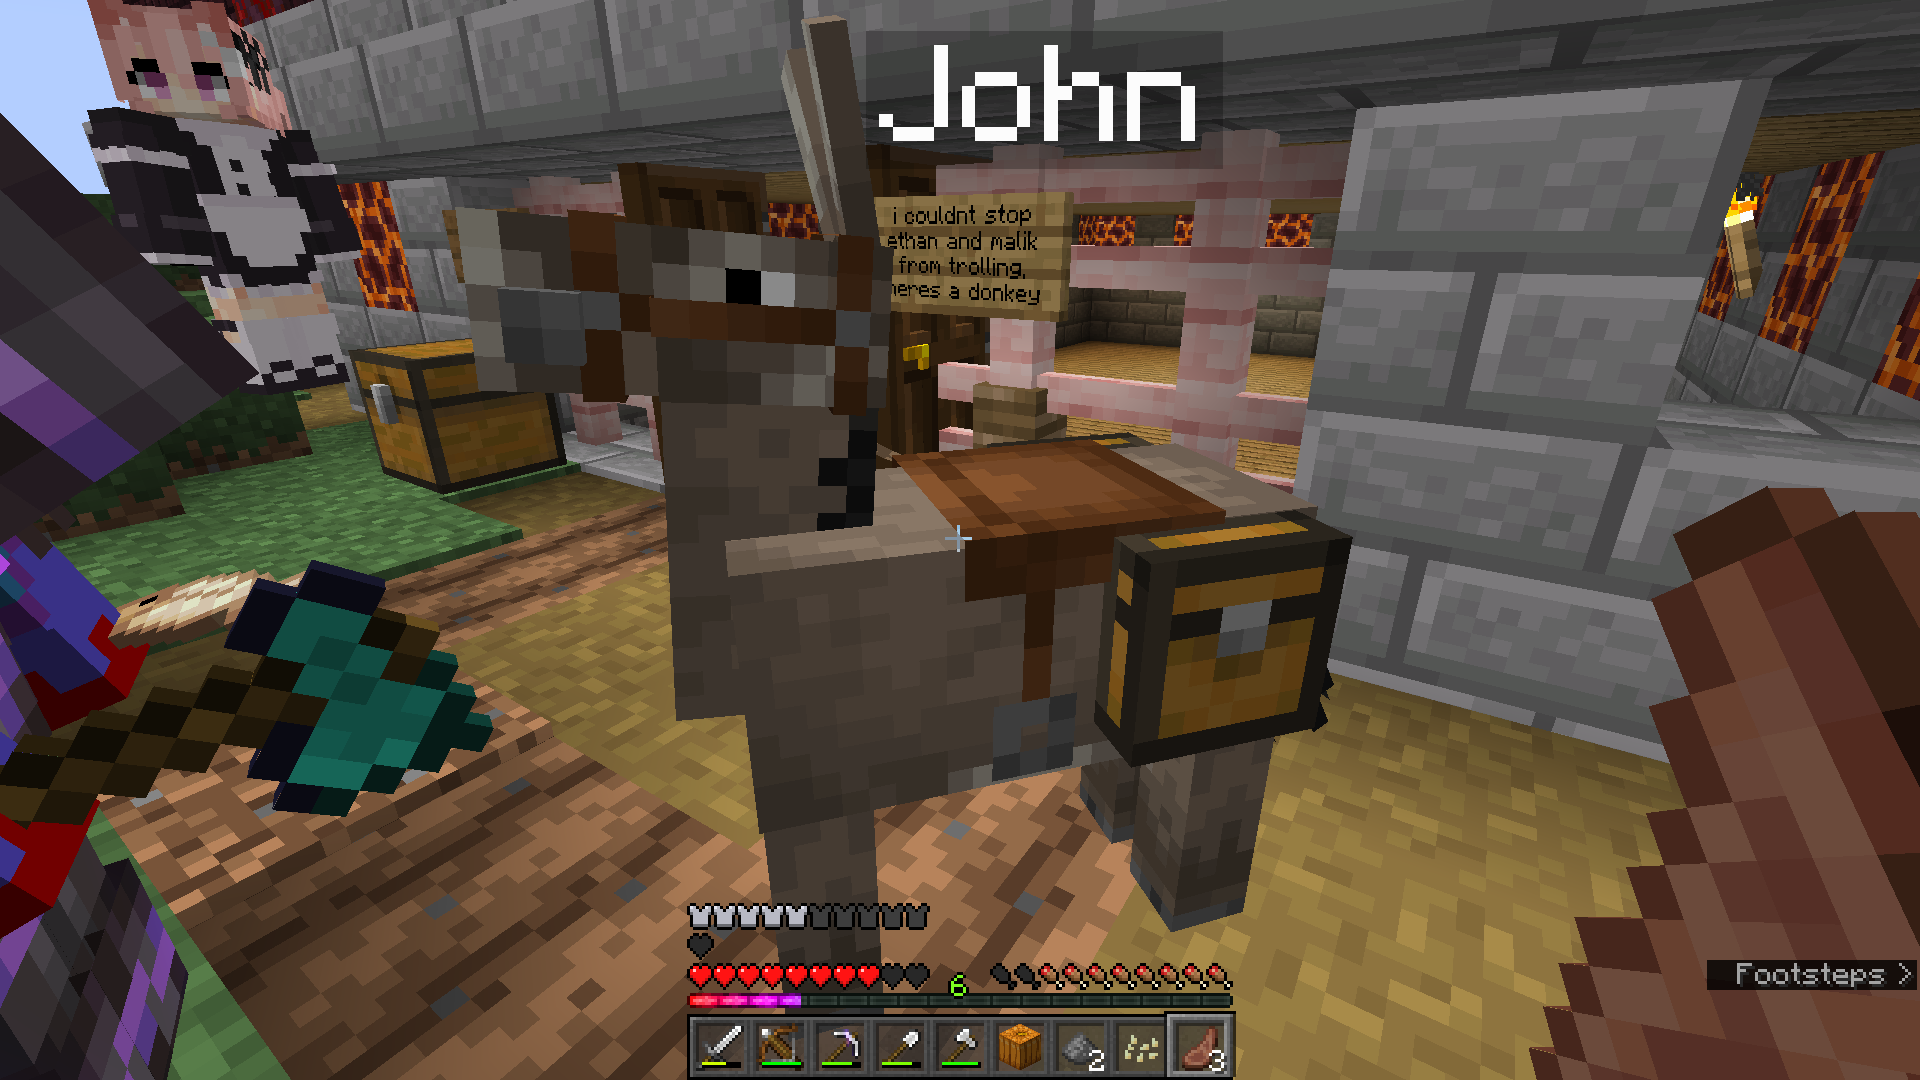 John
i couldnt stop
ethan and malik
from trolling,
heres a donkey
6
Footsteps >
2
3